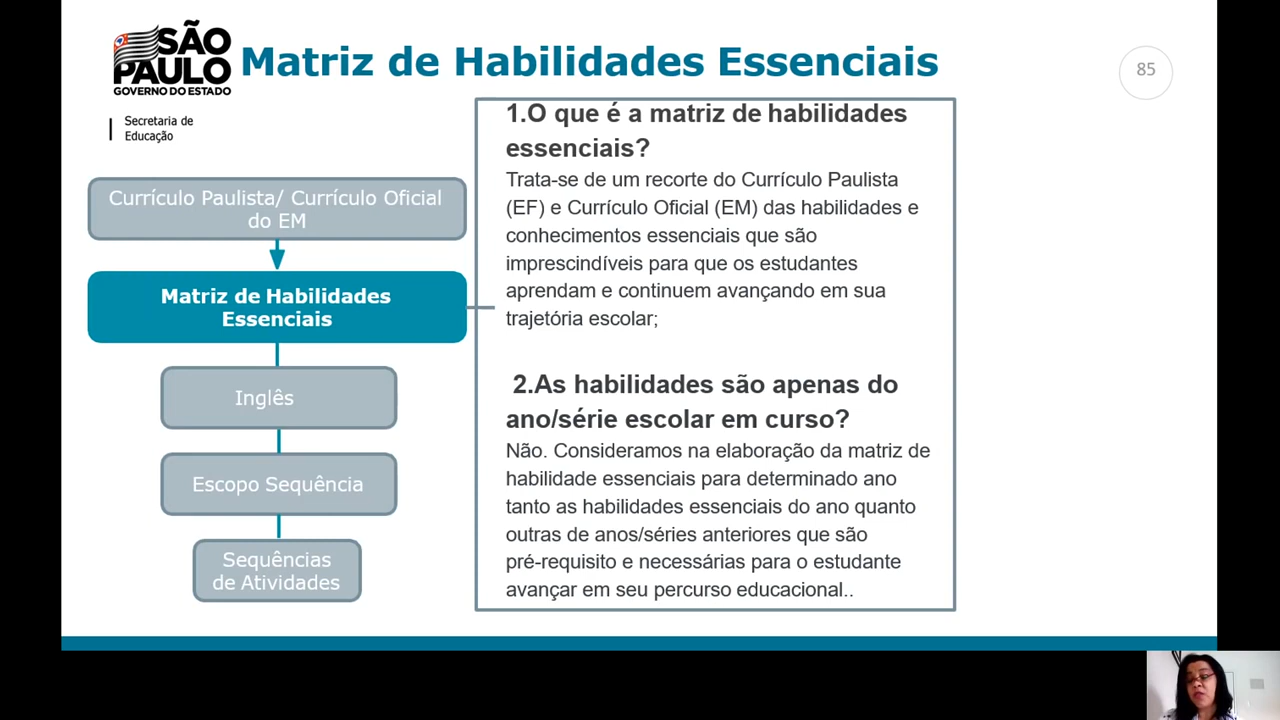 SÃO
PAULO
GOVERNO DO ESTADO
Secretaria de
Educação
Matriz de Habilidades Essenciais
85
Currículo Paulista/ Currículo Oficial
do EM
Matriz de Habilidades
Essenciais
Inglês
Escopo Sequência
Sequências
de Atividades
1.O que é a matriz de habilidades
essenciais?
Trata-se de um recorte do Currículo Paulista
(EF) e Currículo Oficial (EM) das habilidades e
conhecimentos essenciais que são
imprescindíveis para que os estudantes
aprendam e continuem avançando em sua
trajetória escolar;
2.As habilidades são apenas do
ano/série escolar em curso?
Não. Consideramos na elaboração da matriz de
habilidade essenciais para determinado ano
tanto as habilidades essenciais do ano quanto
outras de anos/séries anteriores que são
pré-requisito e necessárias para o estudante
avançar em seu percurso educacional..